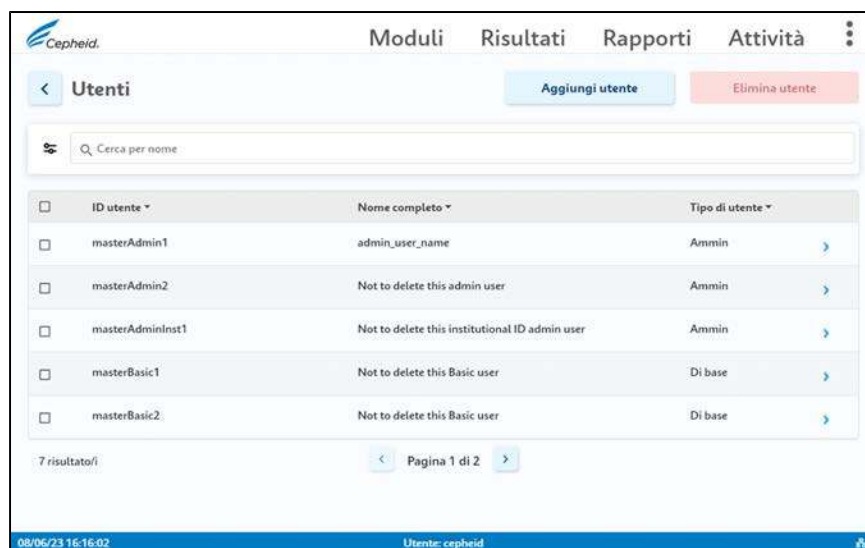 Cepheid.
Moduli Risultati Rapporti Attività
Utenti Aggiungi utente Elimina utente
Cerca per nome
ID utente Nome completo Tipo di utente
masterAdmin1 admin_user_name Ammin
masterAdmin2 Not to delete this admin user Ammin
masterAdminInst1 Not to delete this institutional ID admin user Ammin
masterBasic1 Not to delete this Basic user Di base
masterBasic2 Not to delete this Basic user Di base
7 risultato/i Pagina 1 di 2
08/06/23 16:16:02 Utente: cepheid